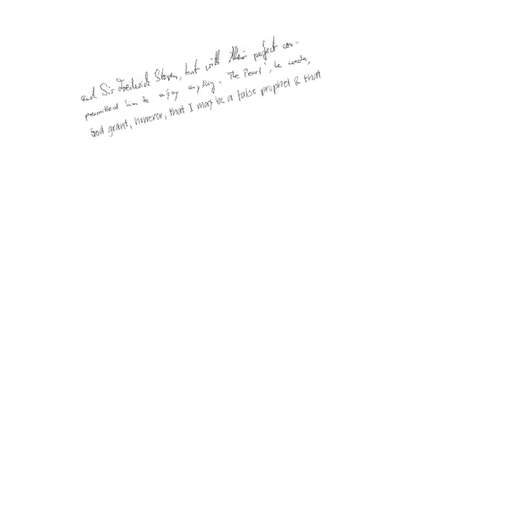 and Sir Frederick Steven, but with their perfect con-
permitted him to enjoy anything. "The Pearl", he wrote,
God grant, however, that I may be a false prophet & that